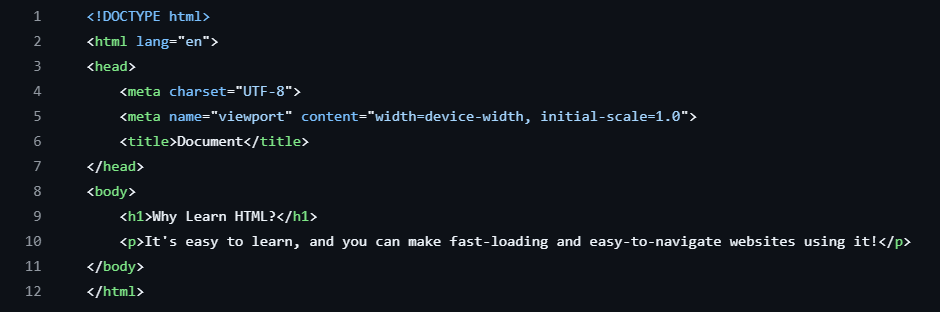 1 <!DOCTYPE html>
2 <html lang="en">
3 <head>
4     <meta charset="UTF-8">
5     <meta name="viewport" content="width=device-width, initial-scale=1.0">
6     <title>Document</title>
7 </head>
8 <body>
9     <h1>Why Learn HTML?</h1>
10     <p>It's easy to learn, and you can make fast-loading and easy-to-navigate websites using it!</p>
11 </body>
12 </html>